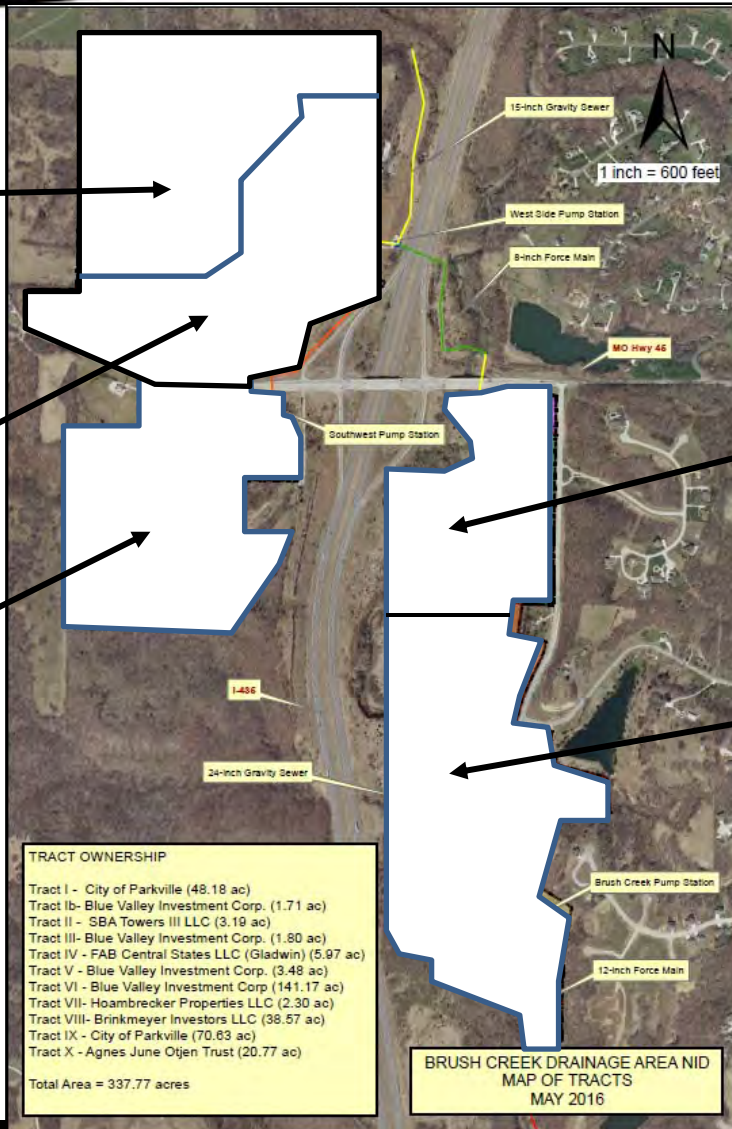 N
15-Inch Gravity Sewer
1 inch = 600 feet
West Side Pump Station
8-Inch Force Main
MO Hwy 45
Southwest Pump Station
I-435
24-Inch Gravity Sewer
TRACT OWNERSHIP
Tract I - City of Parkville (48.18 ac)
Tract Ib- Blue Valley Investment Corp. (1.71 ac)
Tract II - SBA Towers III LLC (3.19 ac)
Tract III- Blue Valley Investment Corp. (1.80 ac)
Tract IV - FAB Central States LLC (Gladwin) (5.97 ac)
Tract V - Blue Valley Investment Corp. (3.48 ac)
Tract VI - Blue Valley Investment Corp (141.17 ac)
Tract VII- Hoambrecker Properties LLC (2.30 ac)
Tract VIII- Brinkmeyer Investors LLC (38.57 ac)
Tract IX - City of Parkville (70.63 ac)
Tract X - Agnes June Otjen Trust (20.77 ac)
Total Area = 337.77 acres
Brush Creek Pump Station
12-Inch Force Main
BRUSH CREEK DRAINAGE AREA NID
MAP OF TRACTS
MAY 2016